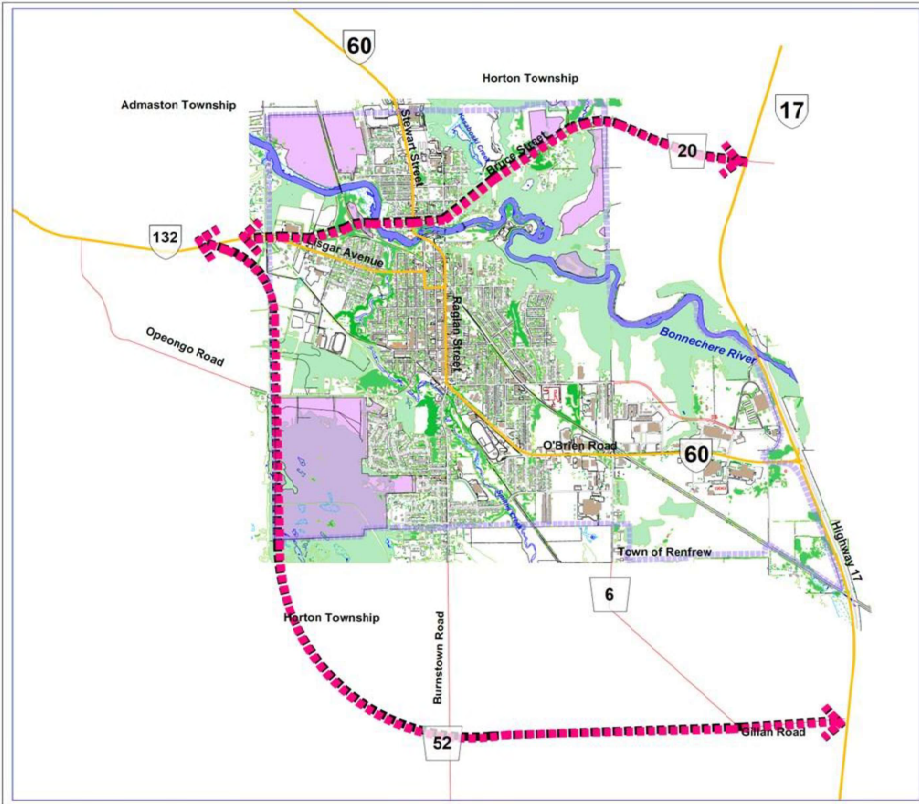 60
Horton Township
Admaston Township
17
Stewart Street
Bruce Street
20
132
Lisgar Avenue
Raglan Street
Opeongo Road
Bonnechere River
O'Brien Road
60
Highway 17
Town of Renfrew
6
Horton Township
Burnstown Road
52
Gillan Road